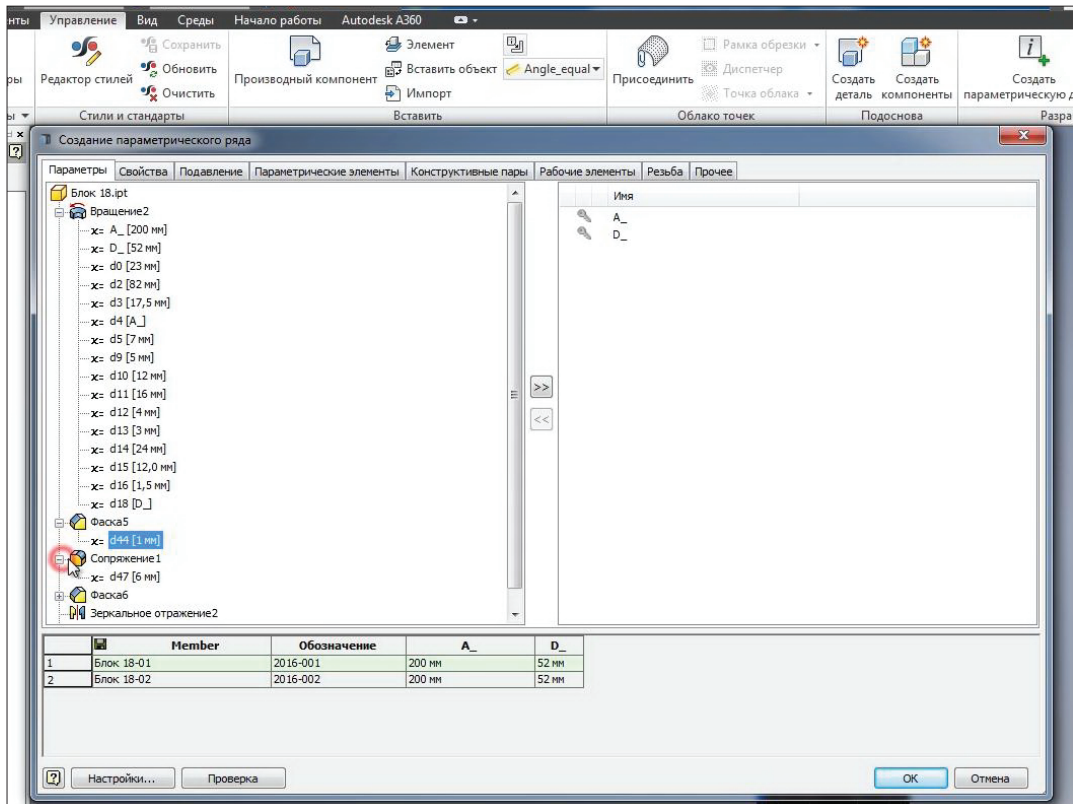 нты Управление Вид Среды Начало работы Autodesk A360
Сохранить Элемент Рамка обрезки
Обновить Вставить объект Angle_equal Диспетчер
ры Редактор стилей Производный компонент Присоединить Создать Создать Создать
Очистить Импорт Точка облака деталь компоненты параметрическую д
ы Стили и стандарты Вставить Облако точек Подоснова Разра
Создание параметрического ряда
Параметры Свойства Подавление Параметрические элементы Конструктивные пары Рабочие элементы Резьба Прочее
Блок 18.ipt Имя
Вращение2
x= A_ [200 мм] A_
x= D_ [52 мм] D_
x= d0 [23 мм]
x= d2 [82 мм]
x= d3 [17,5 мм]
x= d4 [A_]
x= d5 [7 мм]
x= d9 [5 мм]
x= d10 [12 мм]
x= d11 [16 мм]
x= d12 [4 мм]
x= d13 [3 мм]
x= d14 [24 мм]
x= d15 [12,0 мм]
x= d16 [1,5 мм]
x= d18 [D_]
Фаска5
x= d44 [1 мм]
Сопряжение1
x= d47 [6 мм]
Фаска6
Зеркальное отражение2
>>
<<
Member Обозначение A_ D_
1 Блок 18-01 2016-001 200 мм 52 мм
2 Блок 18-02 2016-002 200 мм 52 мм
Настройки... Проверка OK Отмена